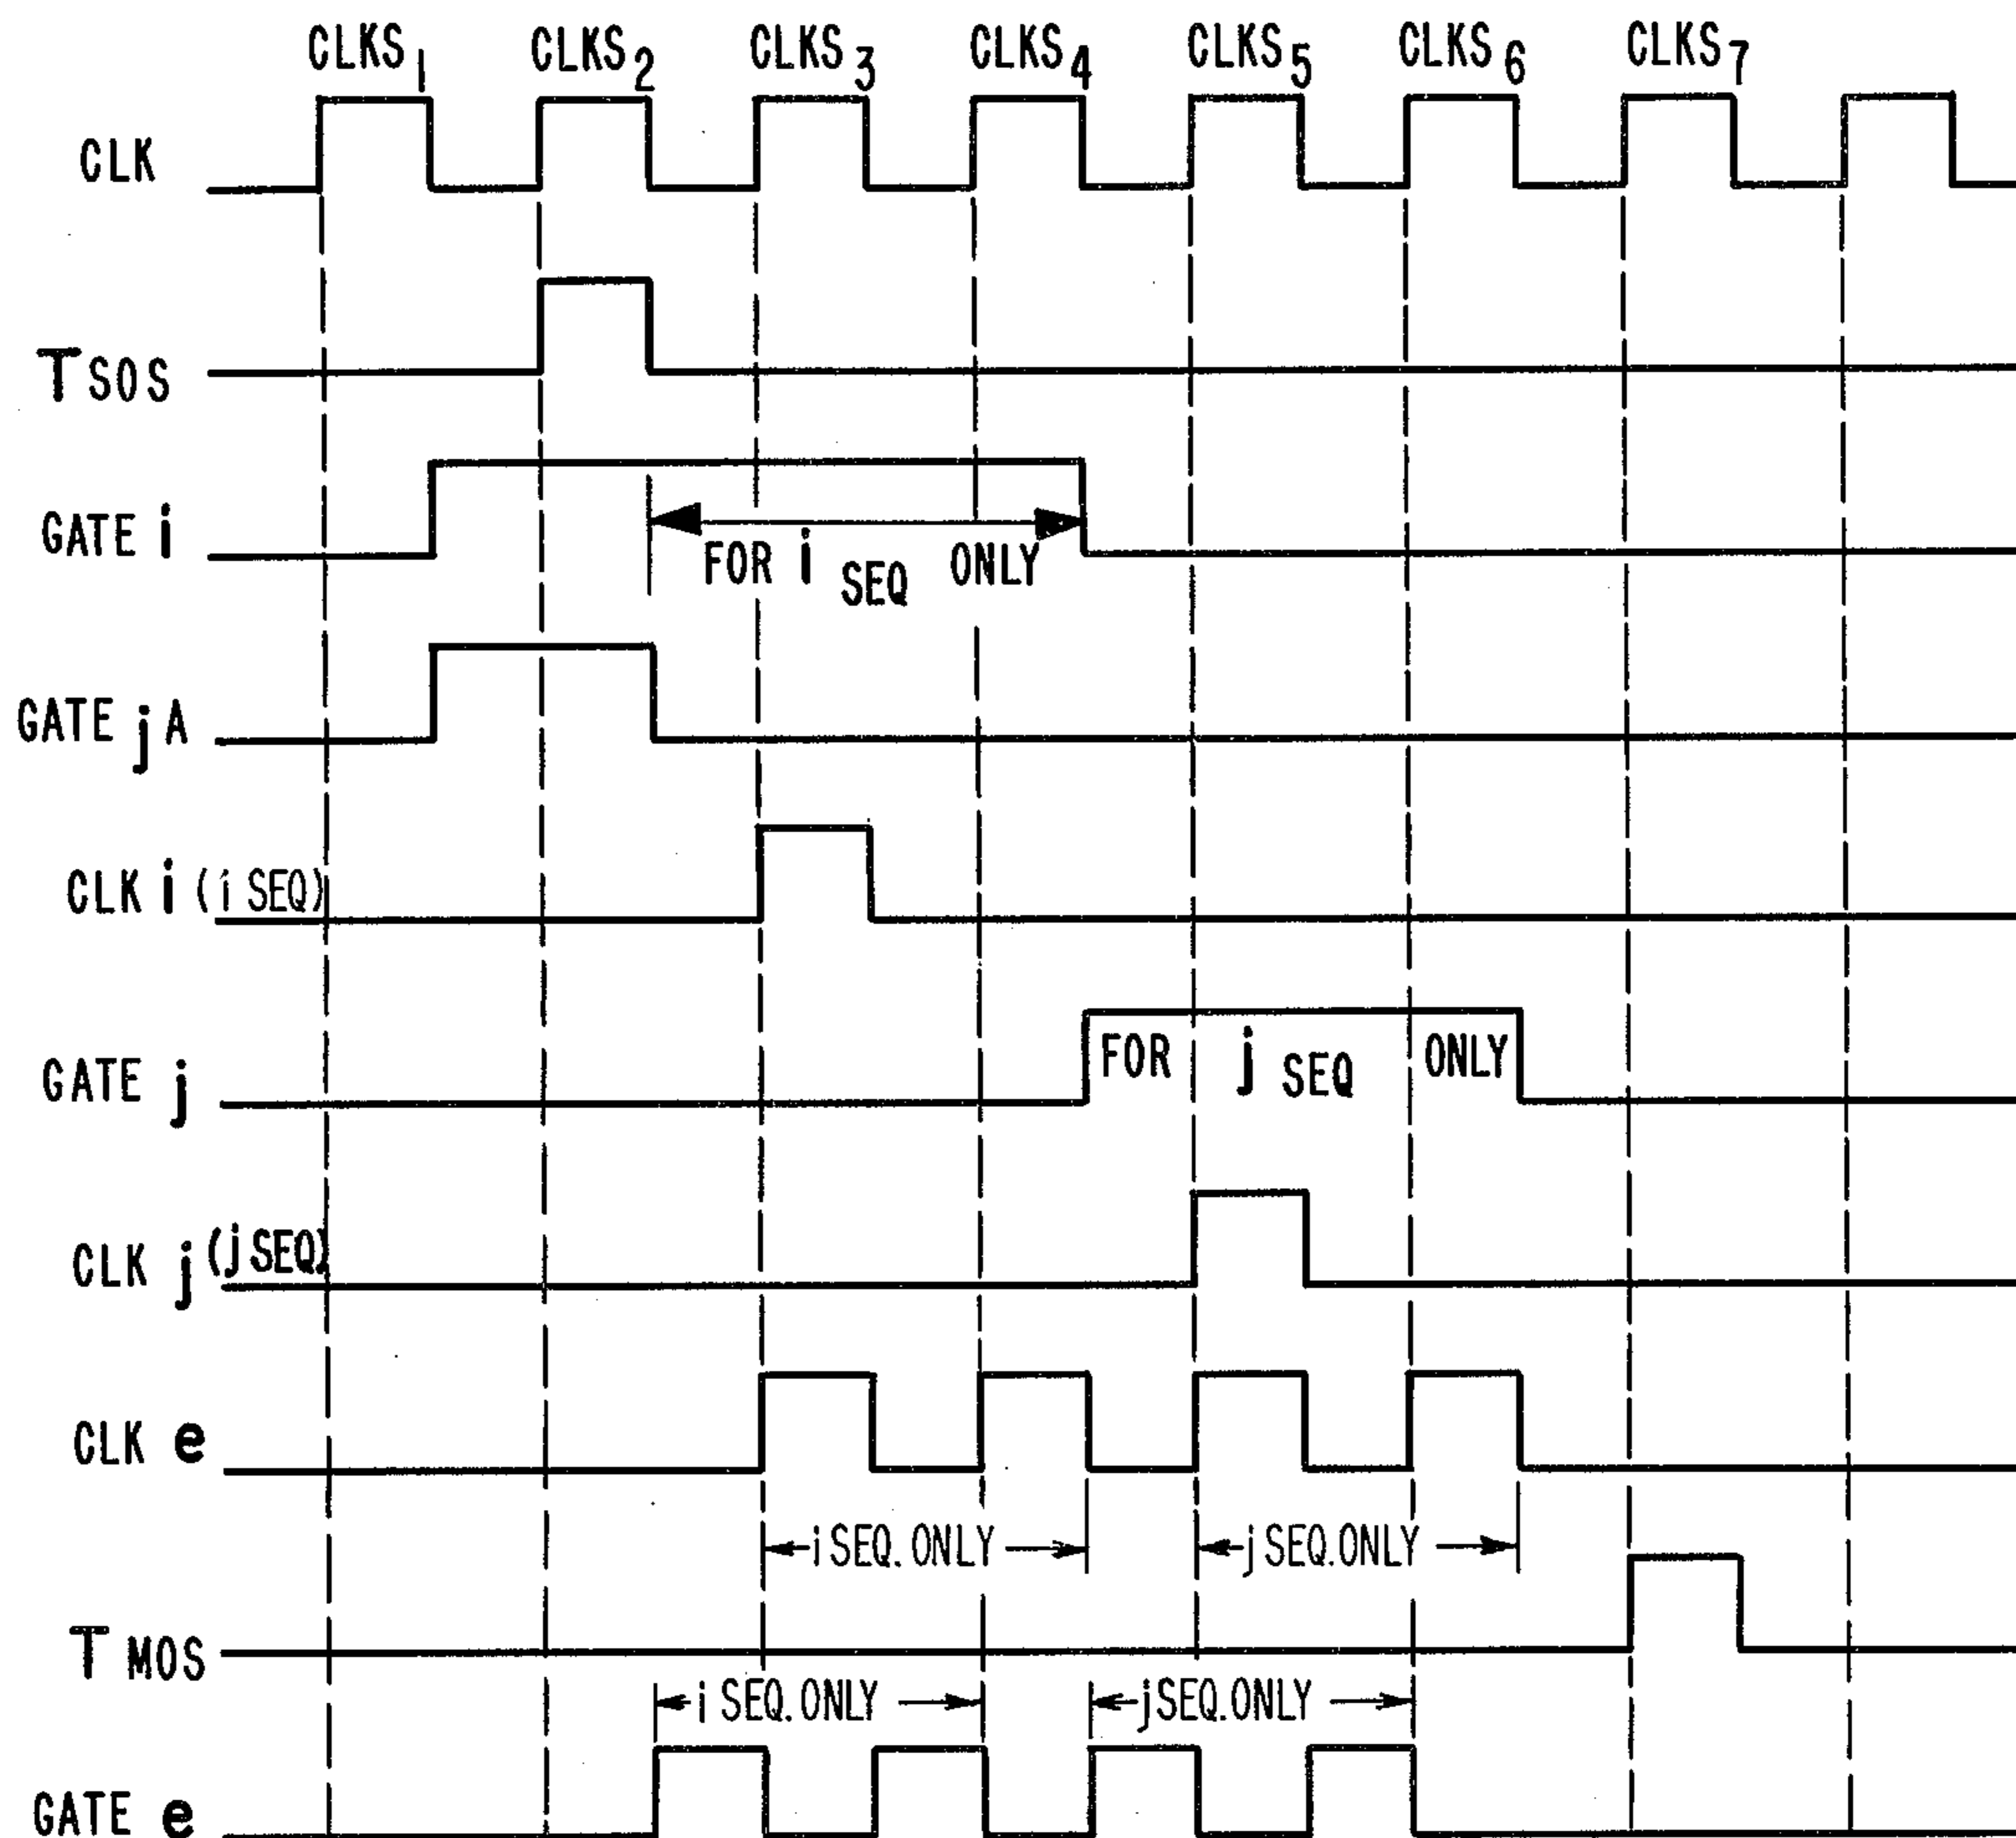 CLKS1 CLKS2 CLKS3 CLKS4 CLKS5 CLKS6 CLKS7
CLK
TSOS
GATE i
FOR i SEQ ONLY
GATE jA
CLK i (i SEQ)
GATE j
FOR j SEQ ONLY
CLK j (j SEQ)
CLK e
i SEQ. ONLY j SEQ. ONLY
T MOS
i SEQ. ONLY j SEQ. ONLY
GATE e